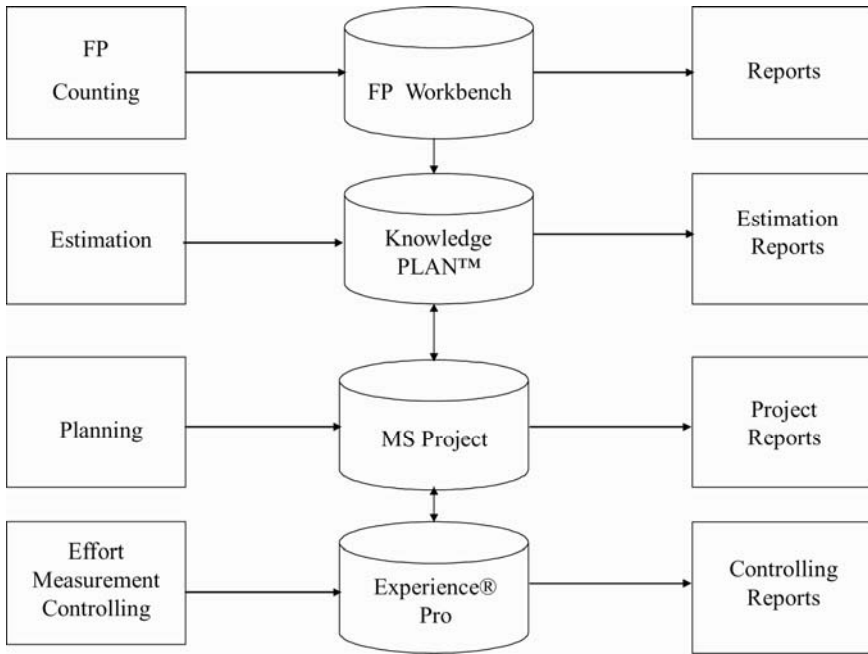 FP
Counting
FP Workbench
Reports
Estimation
Knowledge
PLAN™
Estimation
Reports
Planning
MS Project
Project
Reports
Effort
Measurement
Controlling
Experience®
Pro
Controlling
Reports